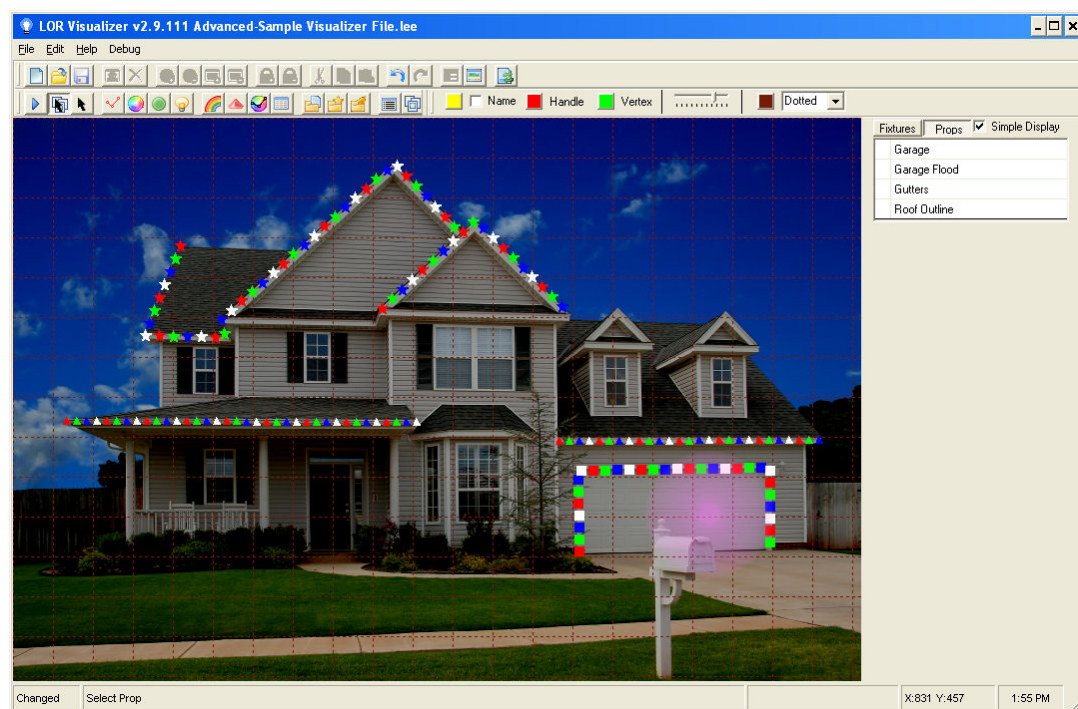 LOR Visualizer v2.9.111 Advanced-Sample Visualizer File.lee
File Edit Help Debug
Name Handle Vertex Dotted
Fixtures Props Simple Display
Garage
Garage Flood
Gutters
Roof Outline
Changed Select Prop X:831 Y:457 1:55 PM